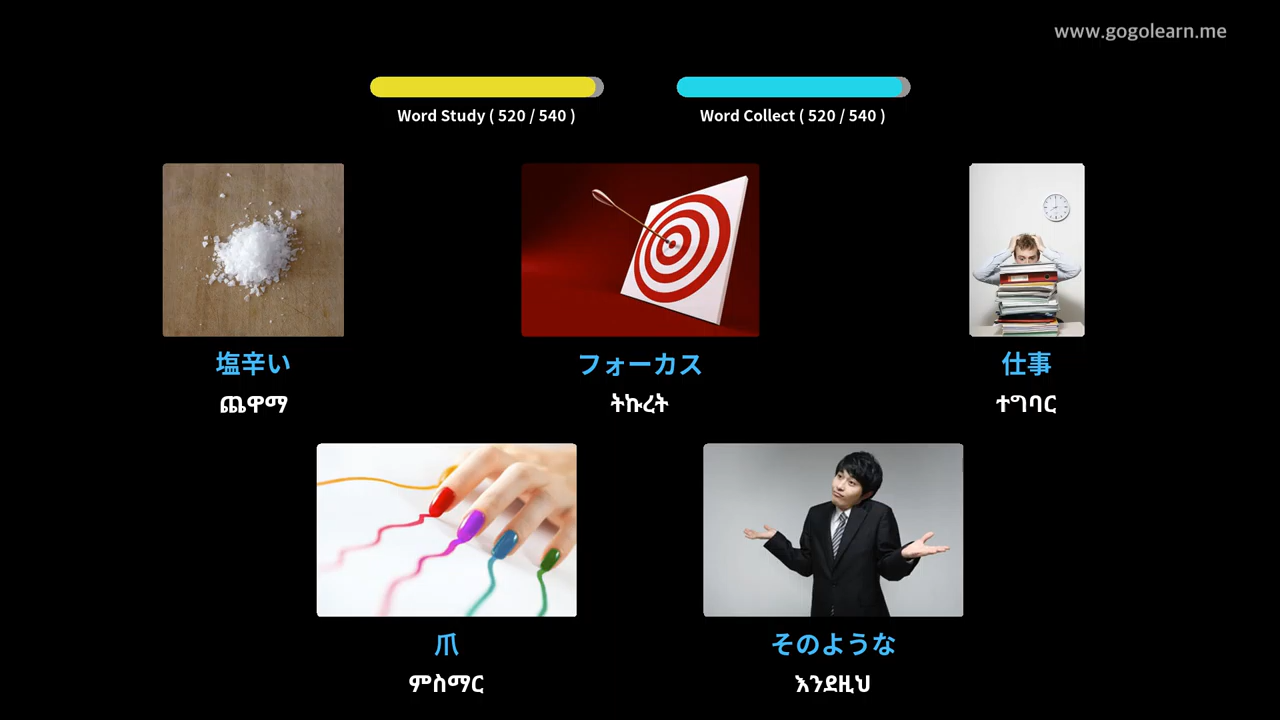 www.gogolearn.me
Word Study ( 520 / 540 )
Word Collect ( 520 / 540 )
塩辛い
フォーカス
仕事
ጨዋማ
ትኩረት
ተግባር
爪
そのような
ምስማር
እንደዚህ